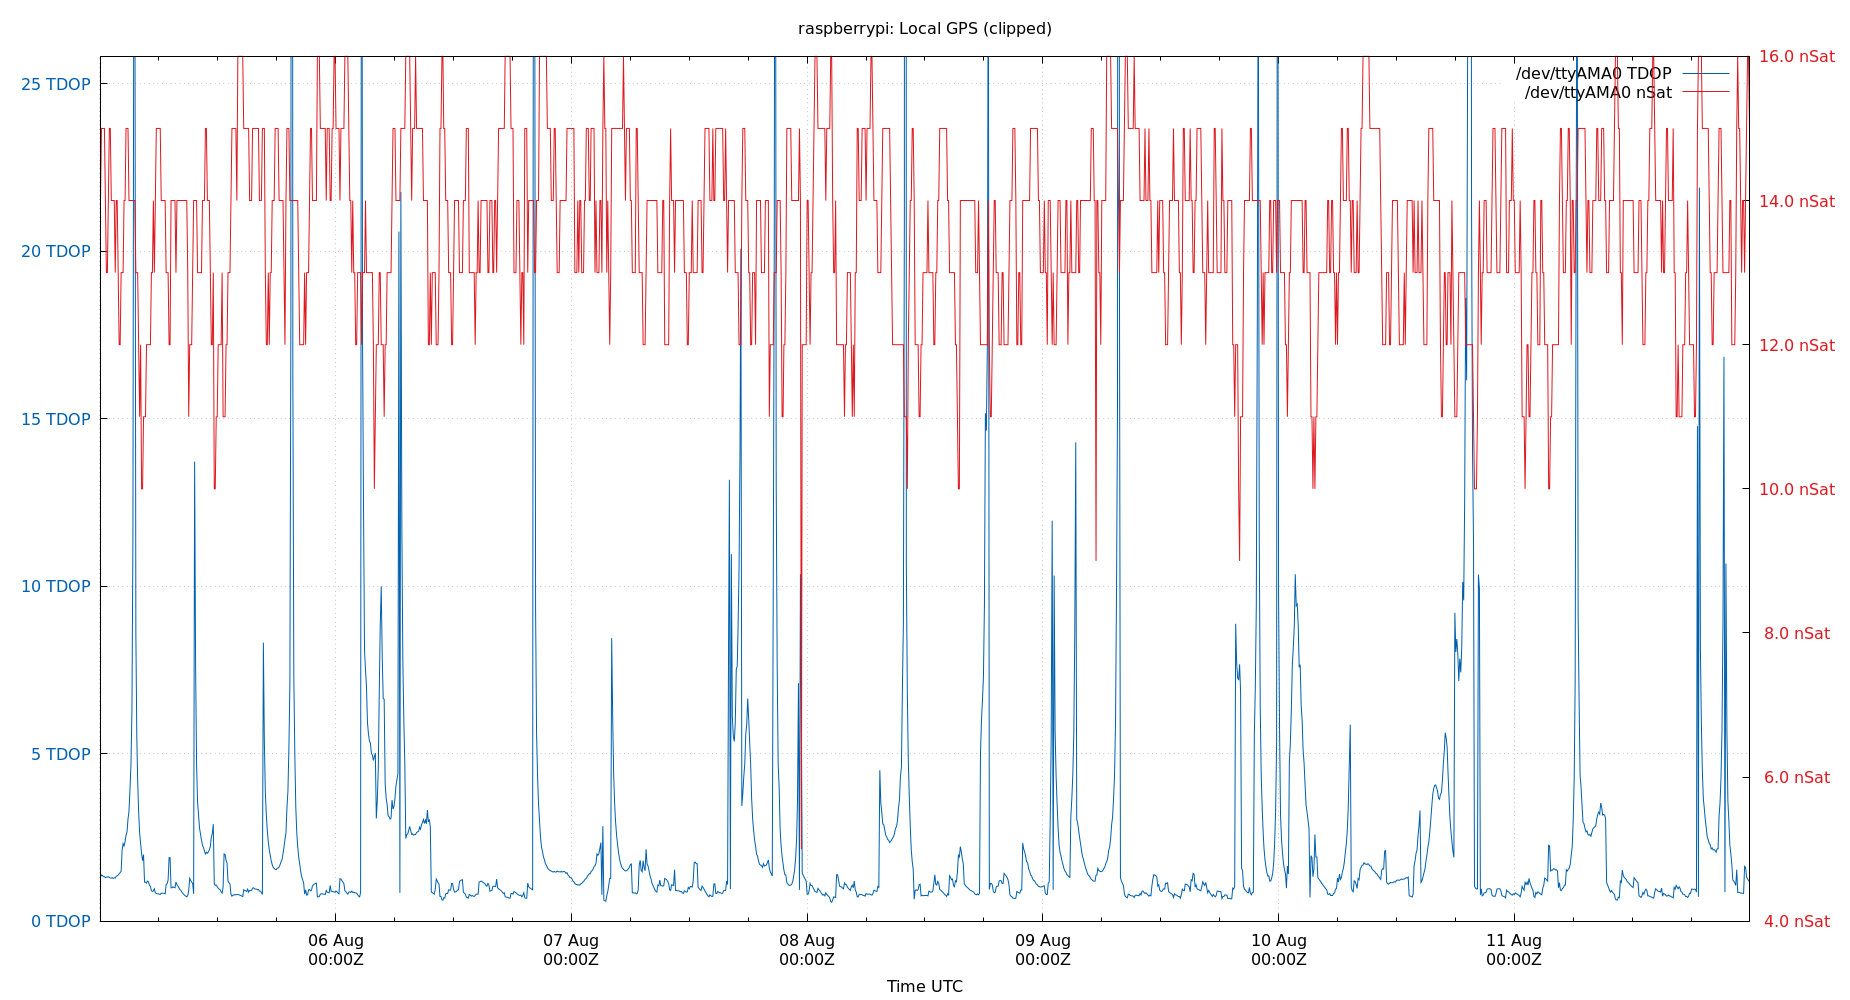 raspberrypi: Local GPS (clipped)
25 TDOP
20 TDOP
15 TDOP
10 TDOP
5 TDOP
0 TDOP
/dev/ttyAMA0 TDOP
/dev/ttyAMA0 nSat
16.0 nSat
14.0 nSat
12.0 nSat
10.0 nSat
8.0 nSat
6.0 nSat
4.0 nSat
06 Aug
00:00Z
07 Aug
00:00Z
08 Aug
00:00Z
09 Aug
00:00Z
10 Aug
00:00Z
11 Aug
00:00Z
Time UTC